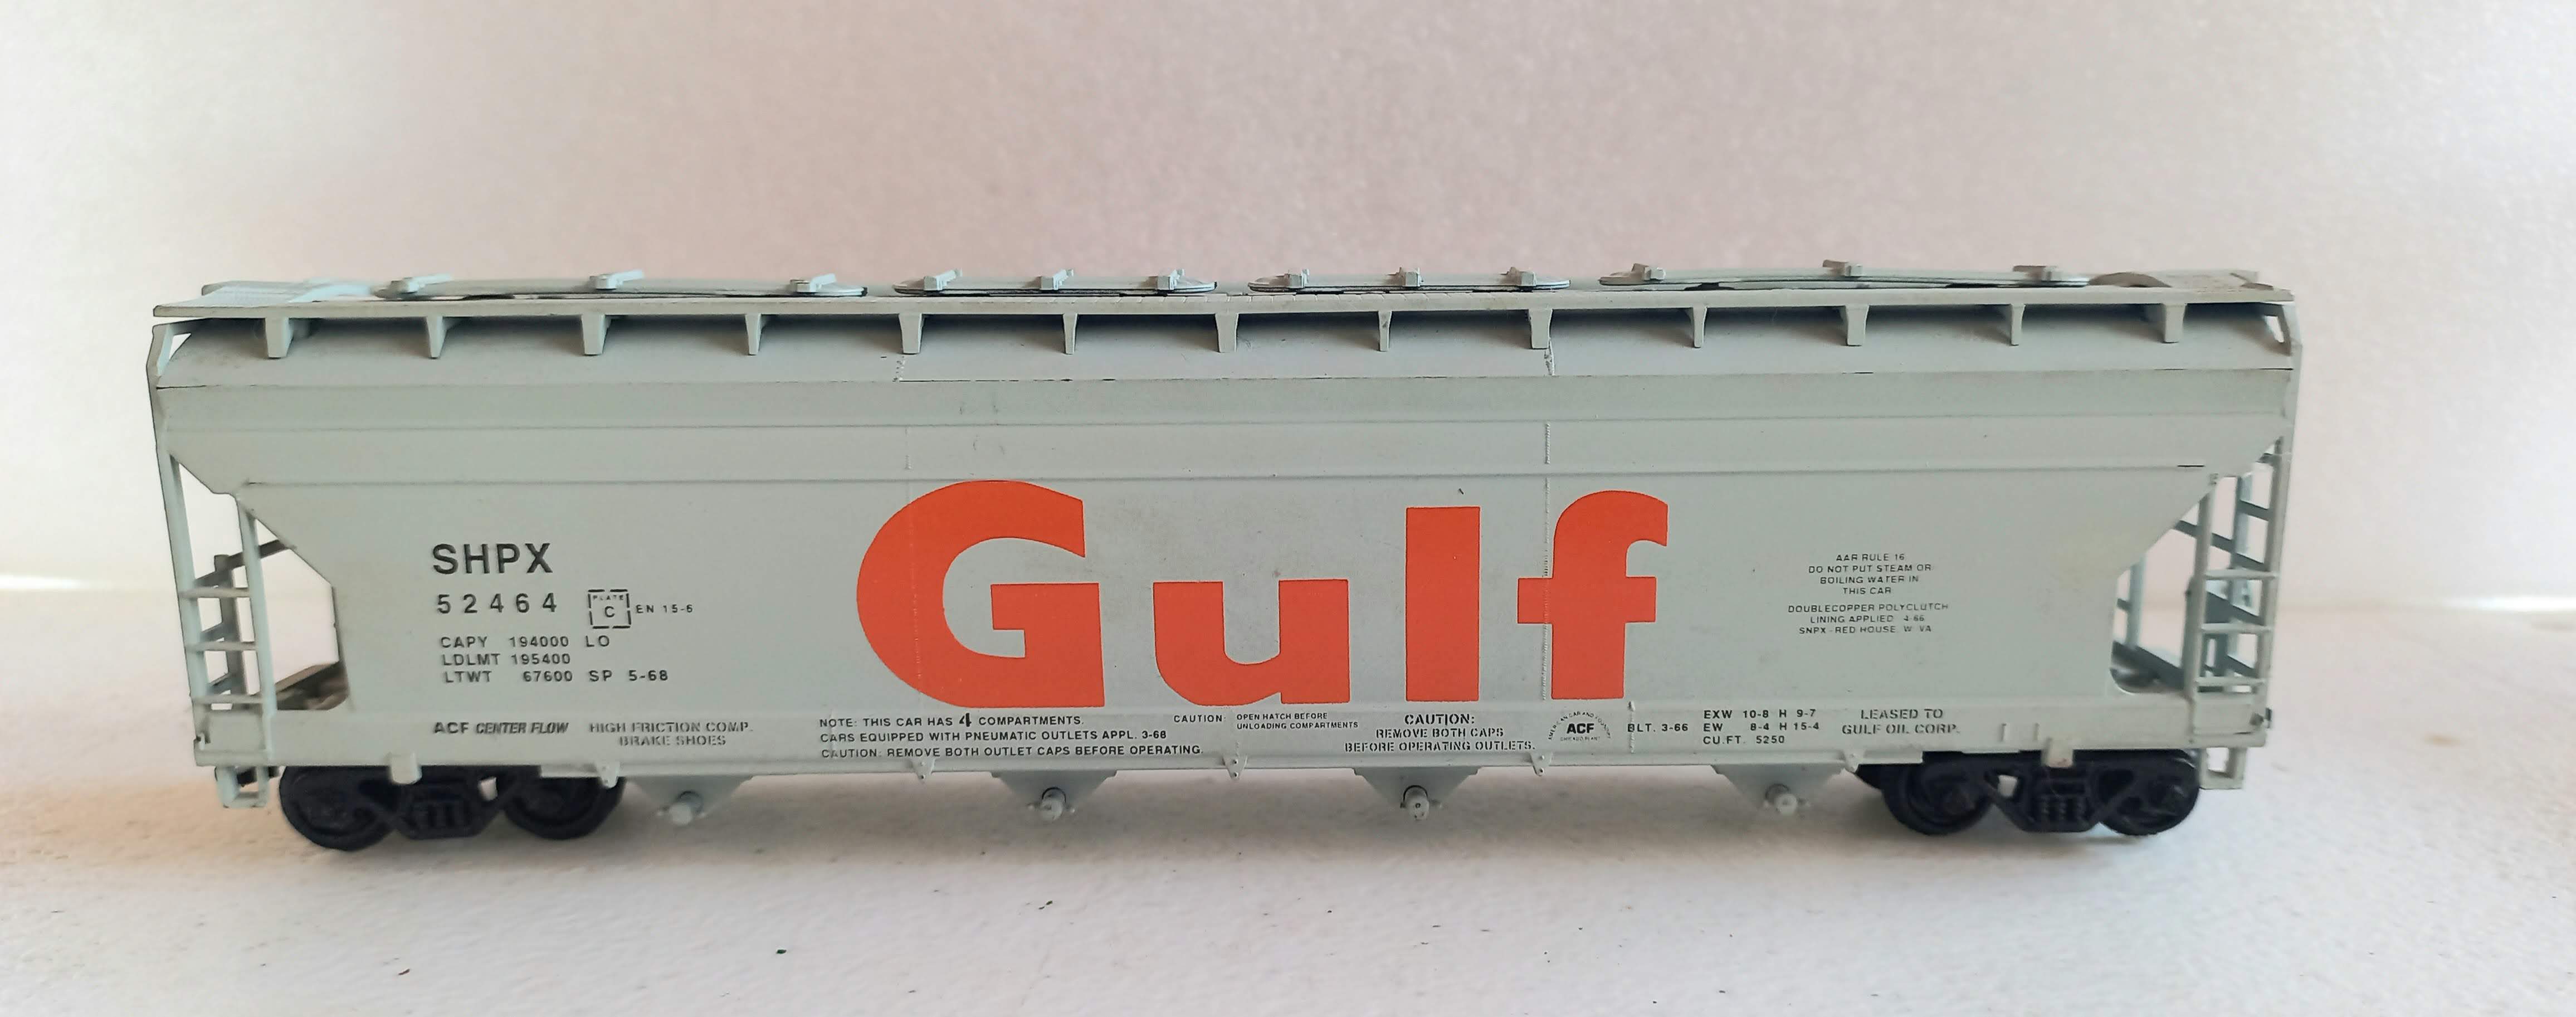 Gulf
SHPX
52464
PLATE
C
EN 15-6
CAPY 194000 LO
LDLMT 195400
LTWT 67600 SP 5-68
ACF CENTER FLOW
HIGH FRICTION COMP.
BRAKE SHOES
NOTE: THIS CAR HAS 4 COMPARTMENTS.
CARS EQUIPPED WITH PNEUMATIC OUTLETS APPL. 3-68
CAUTION: REMOVE BOTH OUTLET CAPS BEFORE OPERATING.
CAUTION: OPEN HATCH BEFORE
UNLOADING COMPARTMENTS
CAUTION:
REMOVE BOTH CAPS
BEFORE OPERATING OUTLETS.
AMERICAN CAR AND FOUNDRY
ACF
BLT. 3-66
EXW 10-8 H 9-7
EW 8-4 H 15-4
CU.FT. 5250
LEASED TO
GULF OIL CORP.
AAR RULE 16
DO NOT PUT STEAM OR
BOILING WATER IN
THIS CAR
DOUBLECOPPER POLYCLUTCH
LINING APPLIED 4-66
SNPX - RED HOUSE, W. VA.